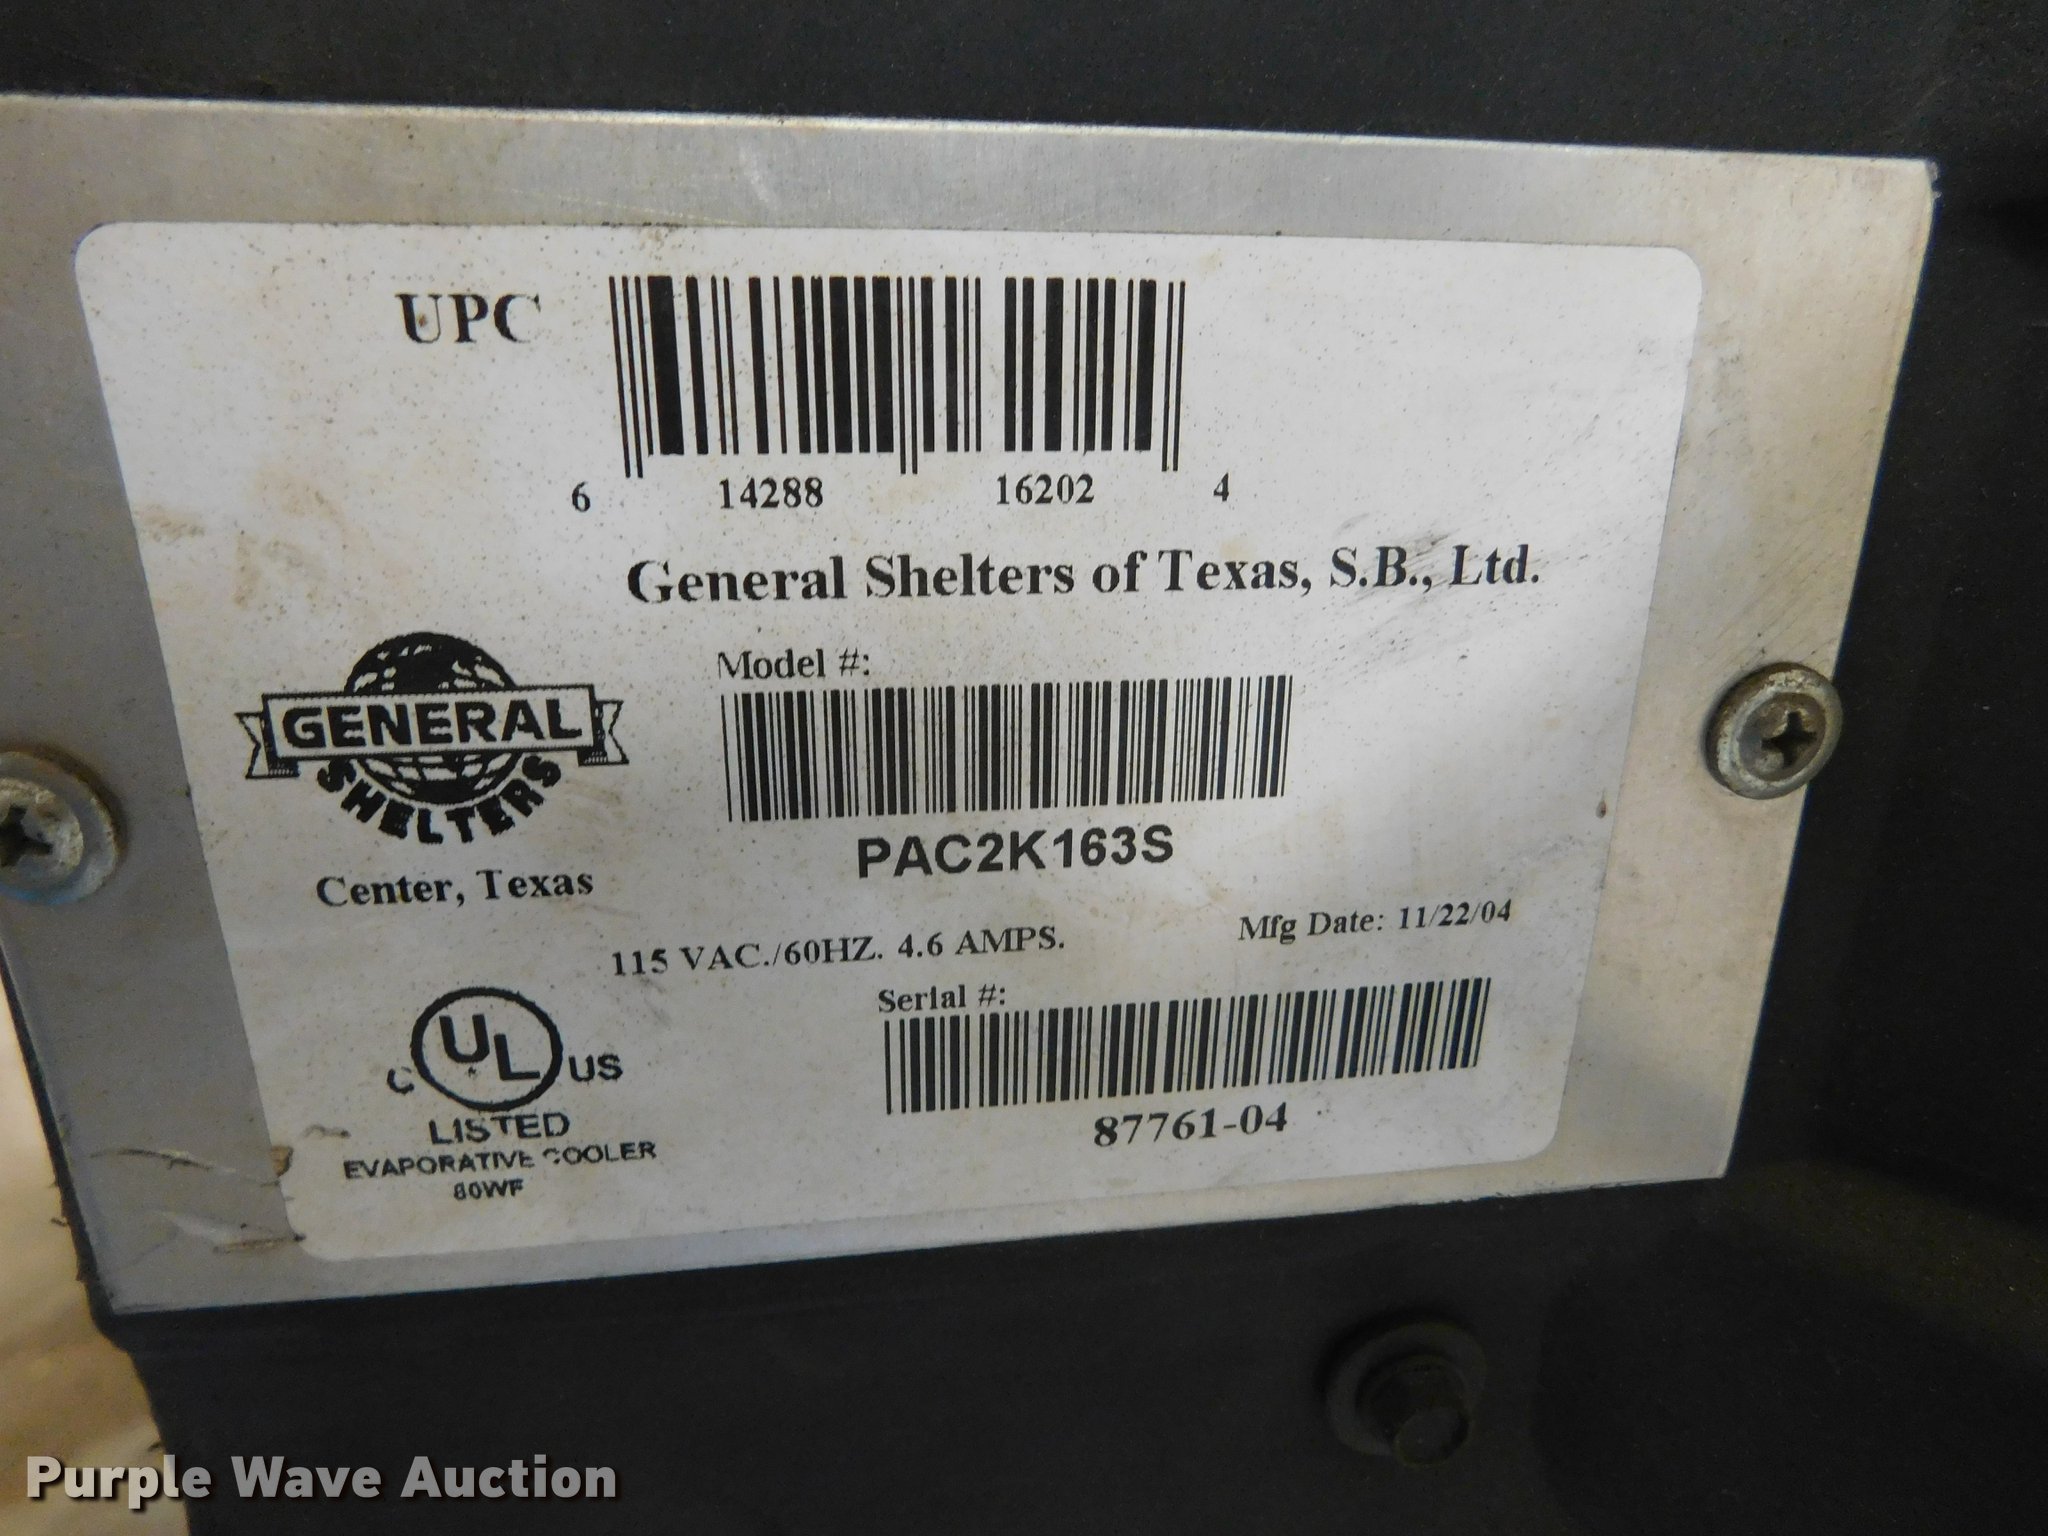 UPC
6 14288 16202 4
General Shelters of Texas, S.B., Ltd.
GENERAL
SHELTERS
Center, Texas
Model #:
PAC2K163S
115 VAC./60HZ. 4.6 AMPS.
Mfg Date: 11/22/04
Serial #:
87761-04
C UL US
LISTED
EVAPORATIVE COOLER
80WF
Purple Wave Auction